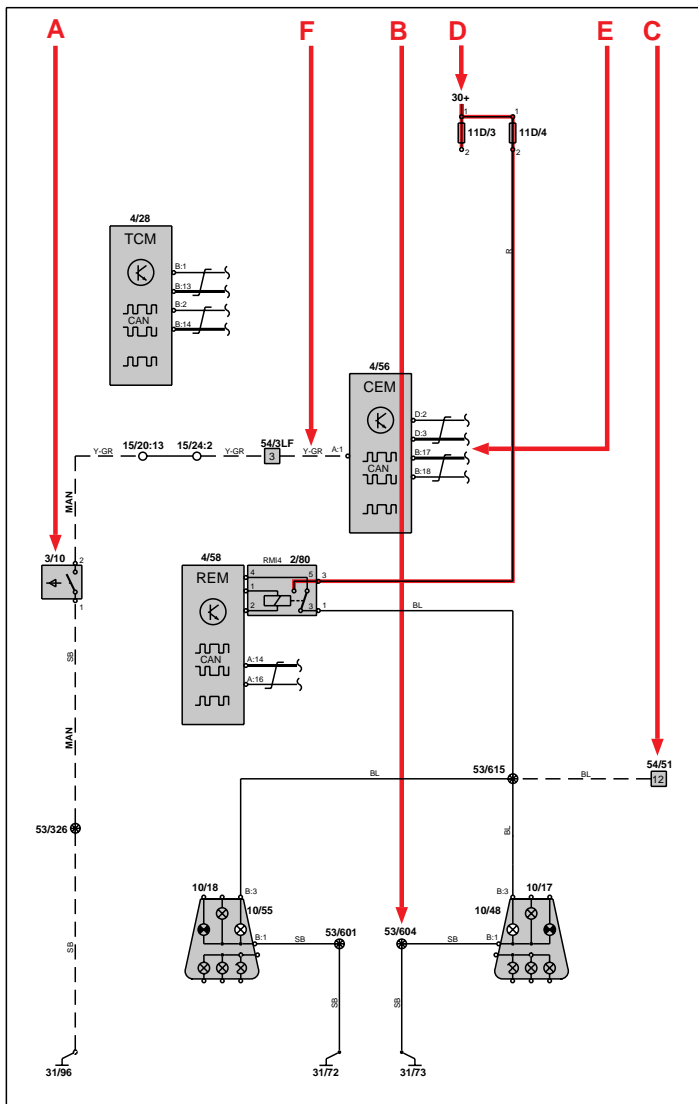 A F B D E C
30+
1 1
11D/3 11D/4
2 2
4/28
TCM
R
B:1
B:13
B:2
CAN
B:14
4/56
CEM
D:2
D:3
B:17
CAN
B:18
15/20:13 15/24:2 54/3LF
Y-GR Y-GR Y-GR 3 Y-GR A:1
MAN
3/10 2
1
4/58 RMI4 2/80
REM 4 5 3
1
2 3 1 BL
SB
CAN A:14
A:16
MAN
53/615 54/51
BL BL 12
53/326
BL
10/18 B:3 B:3 10/17
10/55 53/601 53/604 10/48
B:1 SB SB B:1
SB SB SB
31/96 31/72 31/73